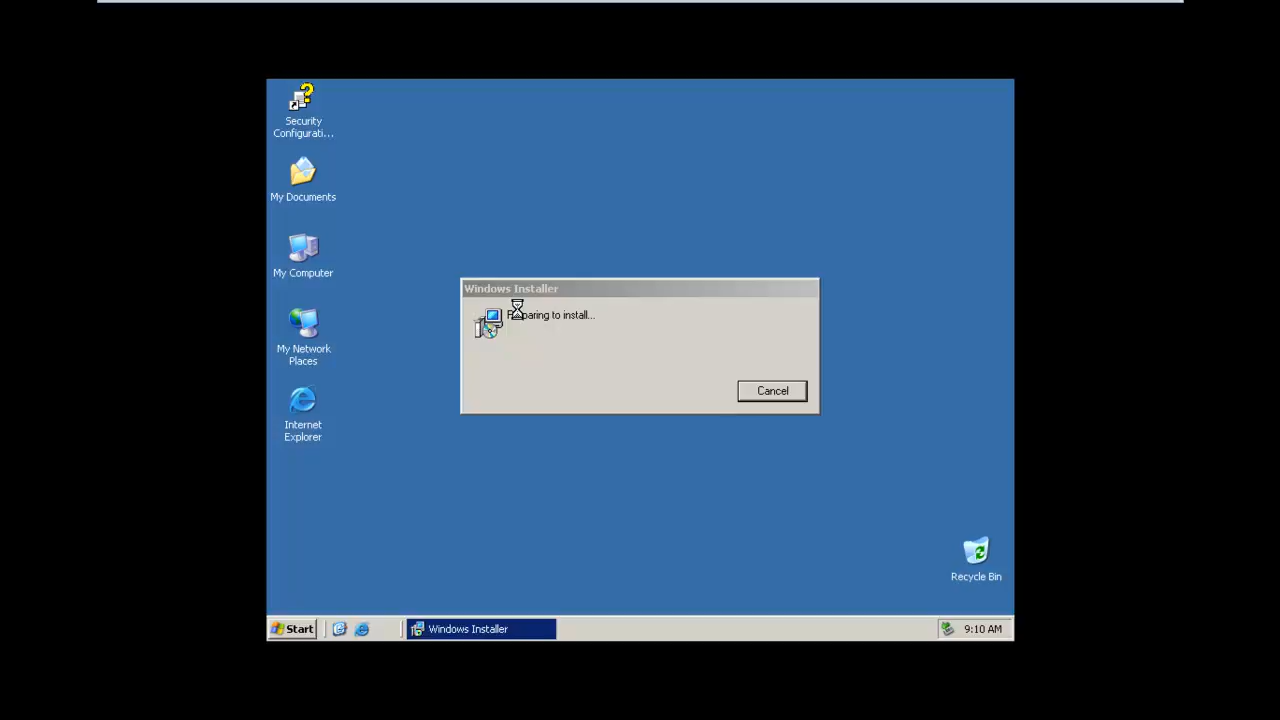 Security
Configurati...
My Documents
My Computer
My Network
Places
Internet
Explorer
Windows Installer
Preparing to install...
Cancel
Recycle Bin
Start
Windows Installer
9:10 AM